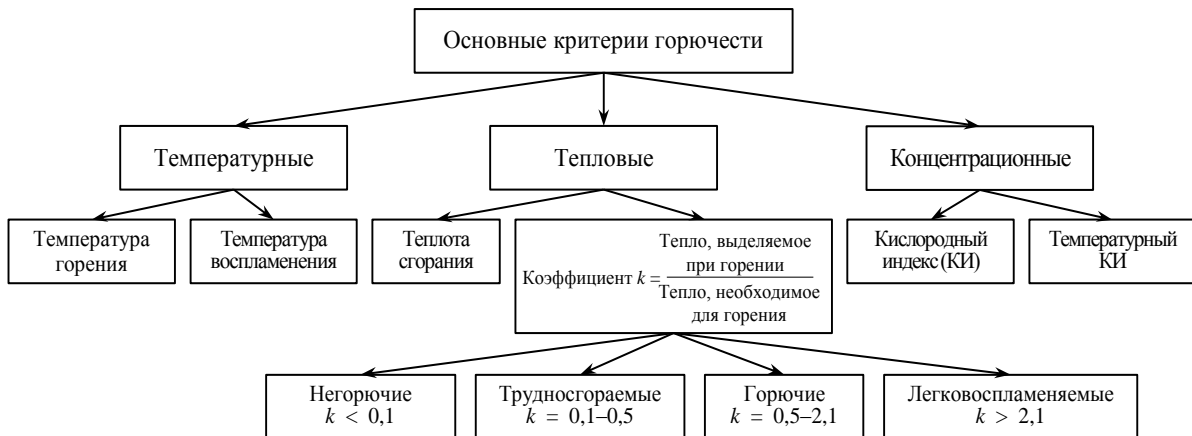 Основные критерии горючести
Температурные
Тепловые
Концентрационные
Температура
горения
Температура
воспламенения
Теплота
сгорания
Коэффициент k =
Тепло, выделяемое
при горении
Тепло, необходимое
для горения
Кислородный
индекс (КИ)
Температурный
КИ
Негорючие
k < 0,1
Трудносгораемые
k = 0,1–0,5
Горючие
k = 0,5–2,1
Легковоспламеняемые
k > 2,1